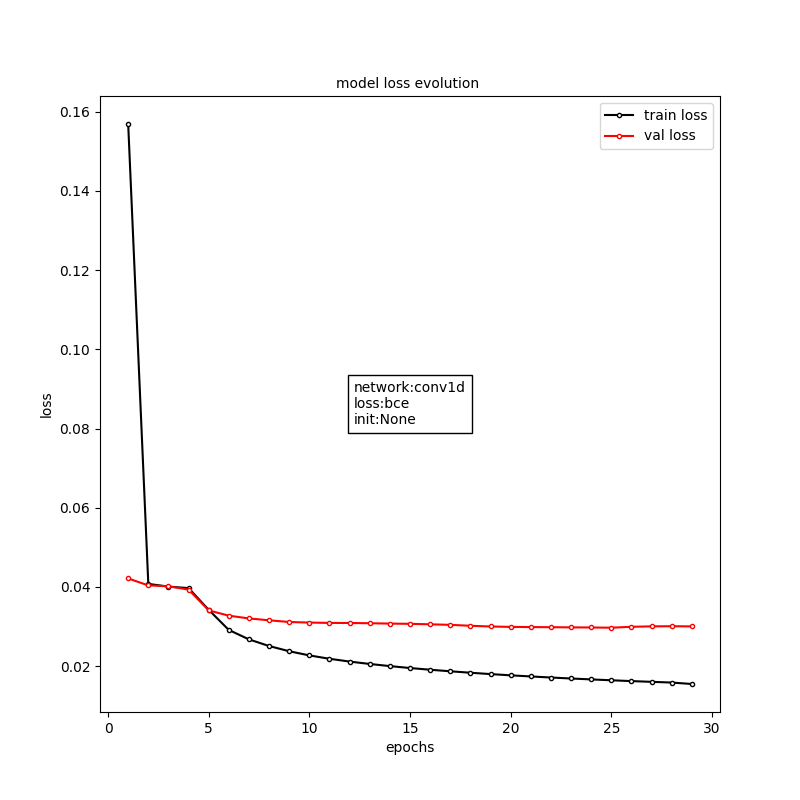 model loss evolution
train loss
val loss
0.16
0.14
0.12
0.10
0.08
0.06
0.04
0.02
loss
network:conv1d
loss:bce
init:None
0 5 10 15 20 25 30
epochs